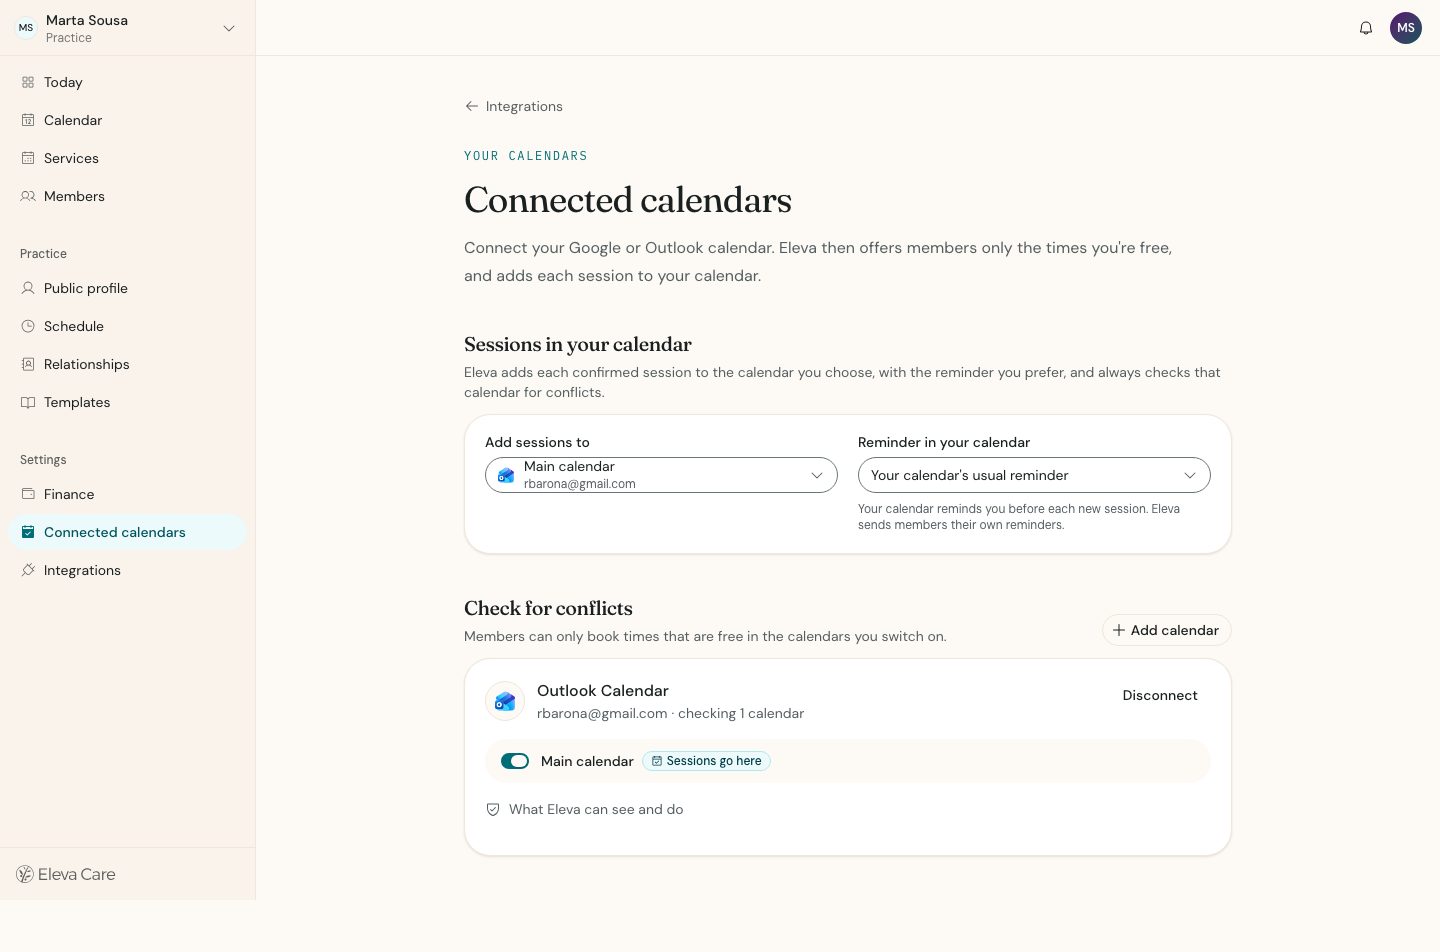 MS
Marta Sousa
Practice
MS
Today
12
Calendar
Services
Members
Practice
Public profile
Schedule
Relationships
Templates
Settings
Finance
Connected calendars
Integrations
Eleva Care
Integrations
YOUR CALENDARS
Connected calendars
Connect your Google or Outlook calendar. Eleva then offers members only the times you're free,
and adds each session to your calendar.
Sessions in your calendar
Eleva adds each confirmed session to the calendar you choose, with the reminder you prefer, and always checks that
calendar for conflicts.
Add sessions to
Main calendar
rbarona@gmail.com
Reminder in your calendar
Your calendar's usual reminder
Your calendar reminds you before each new session. Eleva
sends members their own reminders.
Check for conflicts
Members can only book times that are free in the calendars you switch on.
Add calendar
Outlook Calendar
rbarona@gmail.com · checking 1 calendar
Disconnect
Main calendar
Sessions go here
What Eleva can see and do